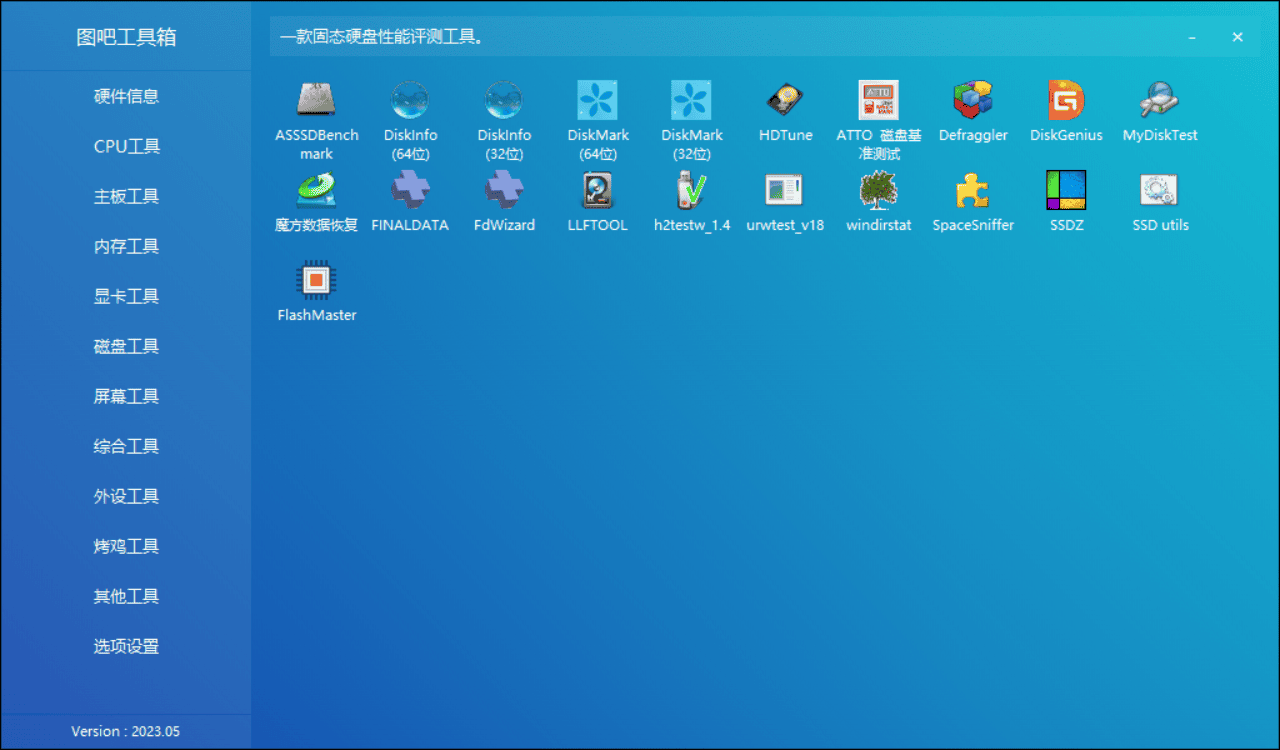 图吧工具箱
一款固态硬盘性能评测工具。
硬件信息
CPU工具
主板工具
内存工具
显卡工具
磁盘工具
屏幕工具
综合工具
外设工具
烤鸡工具
其他工具
选项设置
Version : 2023.05
ASSSDBench
mark
DiskInfo
(64位)
DiskInfo
(32位)
DiskMark
(64位)
DiskMark
(32位)
HDTune
ATTO 磁盘基
准测试
Defraggler
DiskGenius
MyDiskTest
魔方数据恢复
FINALDATA
FdWizard
LLFTOOL
h2testw_1.4
urwtest_v18
windirstat
SpaceSniffer
SSDZ
SSD utils
FlashMaster